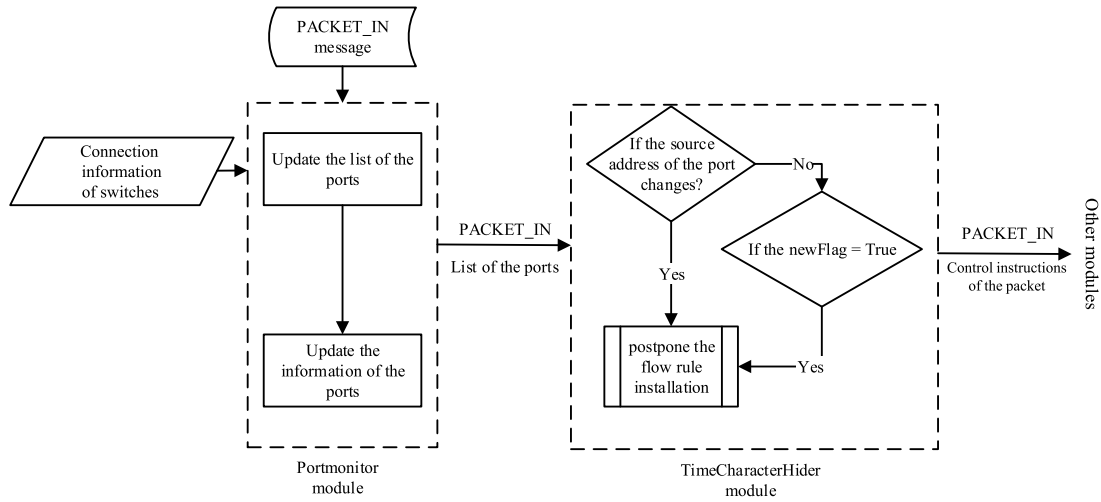 PACKET_IN
message
Connection
information
of switches
Update the list of the
ports
Update the
information of the
ports
Portmonitor
module
PACKET_IN
List of the ports
If the source
address of the port
changes?
No
If the newFlag = True
Yes
Yes
postpone the
flow rule
installation
TimeCharacterHider
module
PACKET_IN
Control instructions
of the packet
Other modules